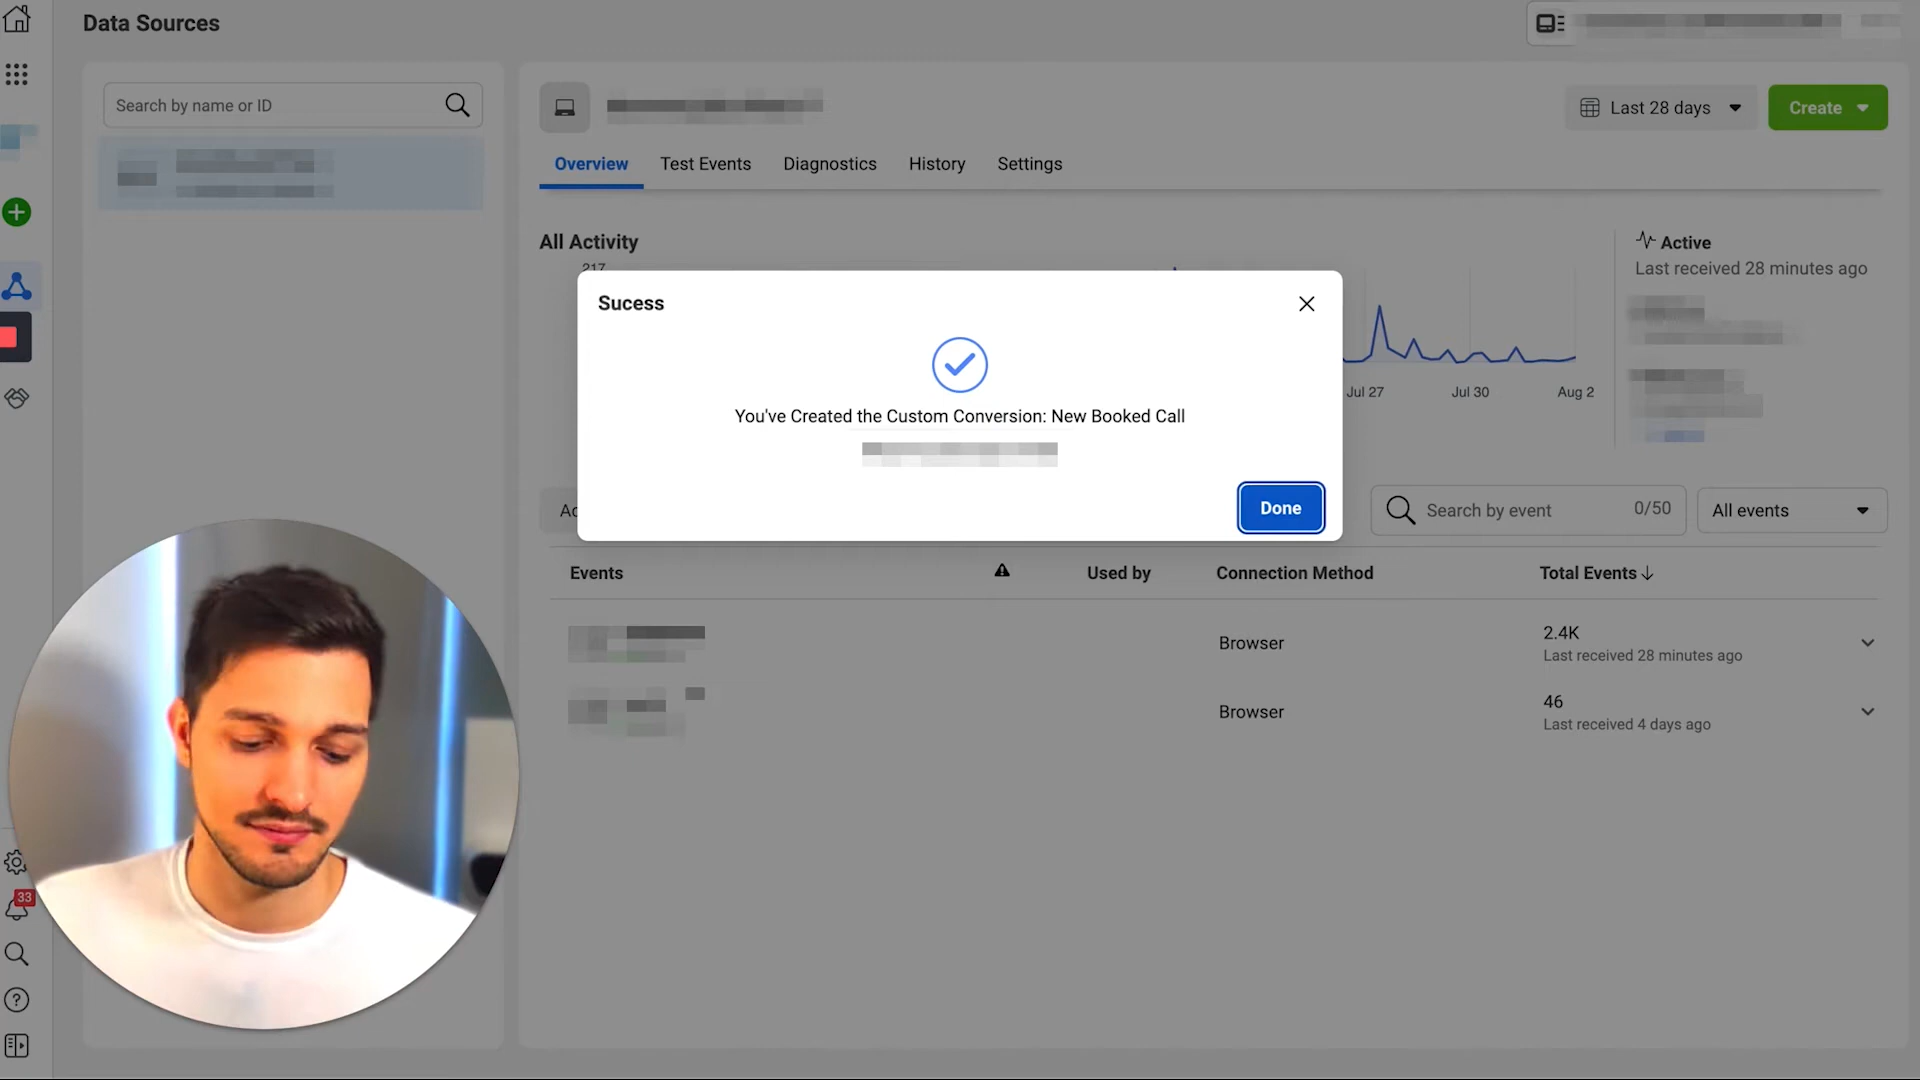 Data Sources
Search by name or ID
Last 28 days
Create
Overview
Test Events
Diagnostics
History
Settings
All Activity
217
Active
Last received 28 minutes ago
Sucess
You've Created the Custom Conversion: New Booked Call
Done
Jul 27
Jul 30
Aug 2
Search by event
0/50
All events
Events
Used by
Connection Method
Total Events
Browser
2.4K
Last received 28 minutes ago
Browser
46
Last received 4 days ago
33